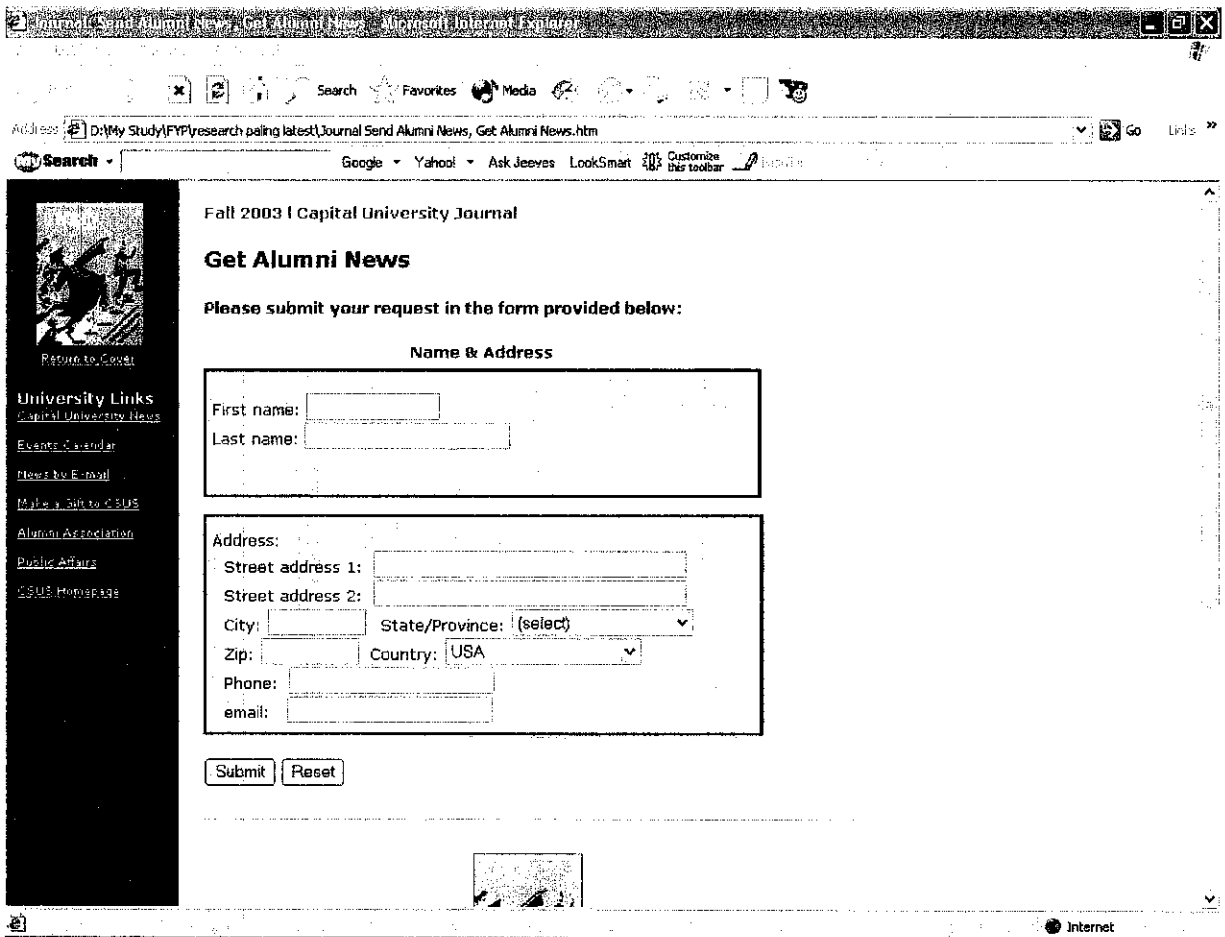 Journal: Send Alumni News, Get Alumni News - Microsoft Internet Explorer
Search Favorites Media
Address D:\My Study\FYP\research paling latest\Journal Send Alumni News, Get Alumni News.htm Go Links »
my Search Google Yahoo! Ask Jeeves LookSmart Customize this toolbar
Fall 2003 | Capital University Journal
Get Alumni News
Please submit your request in the form provided below:
Return to Cover
Name & Address
University Links
Capital University News
First name:
Last name:
Events Calendar
News by E-mail
Make a Gift to CSUS
Alumni Association
Public Affairs
CSUS Homepage
Address:
Street address 1:
Street address 2:
City: State/Province: (select)
Zip: Country: USA
Phone:
email:
Submit Reset
Internet